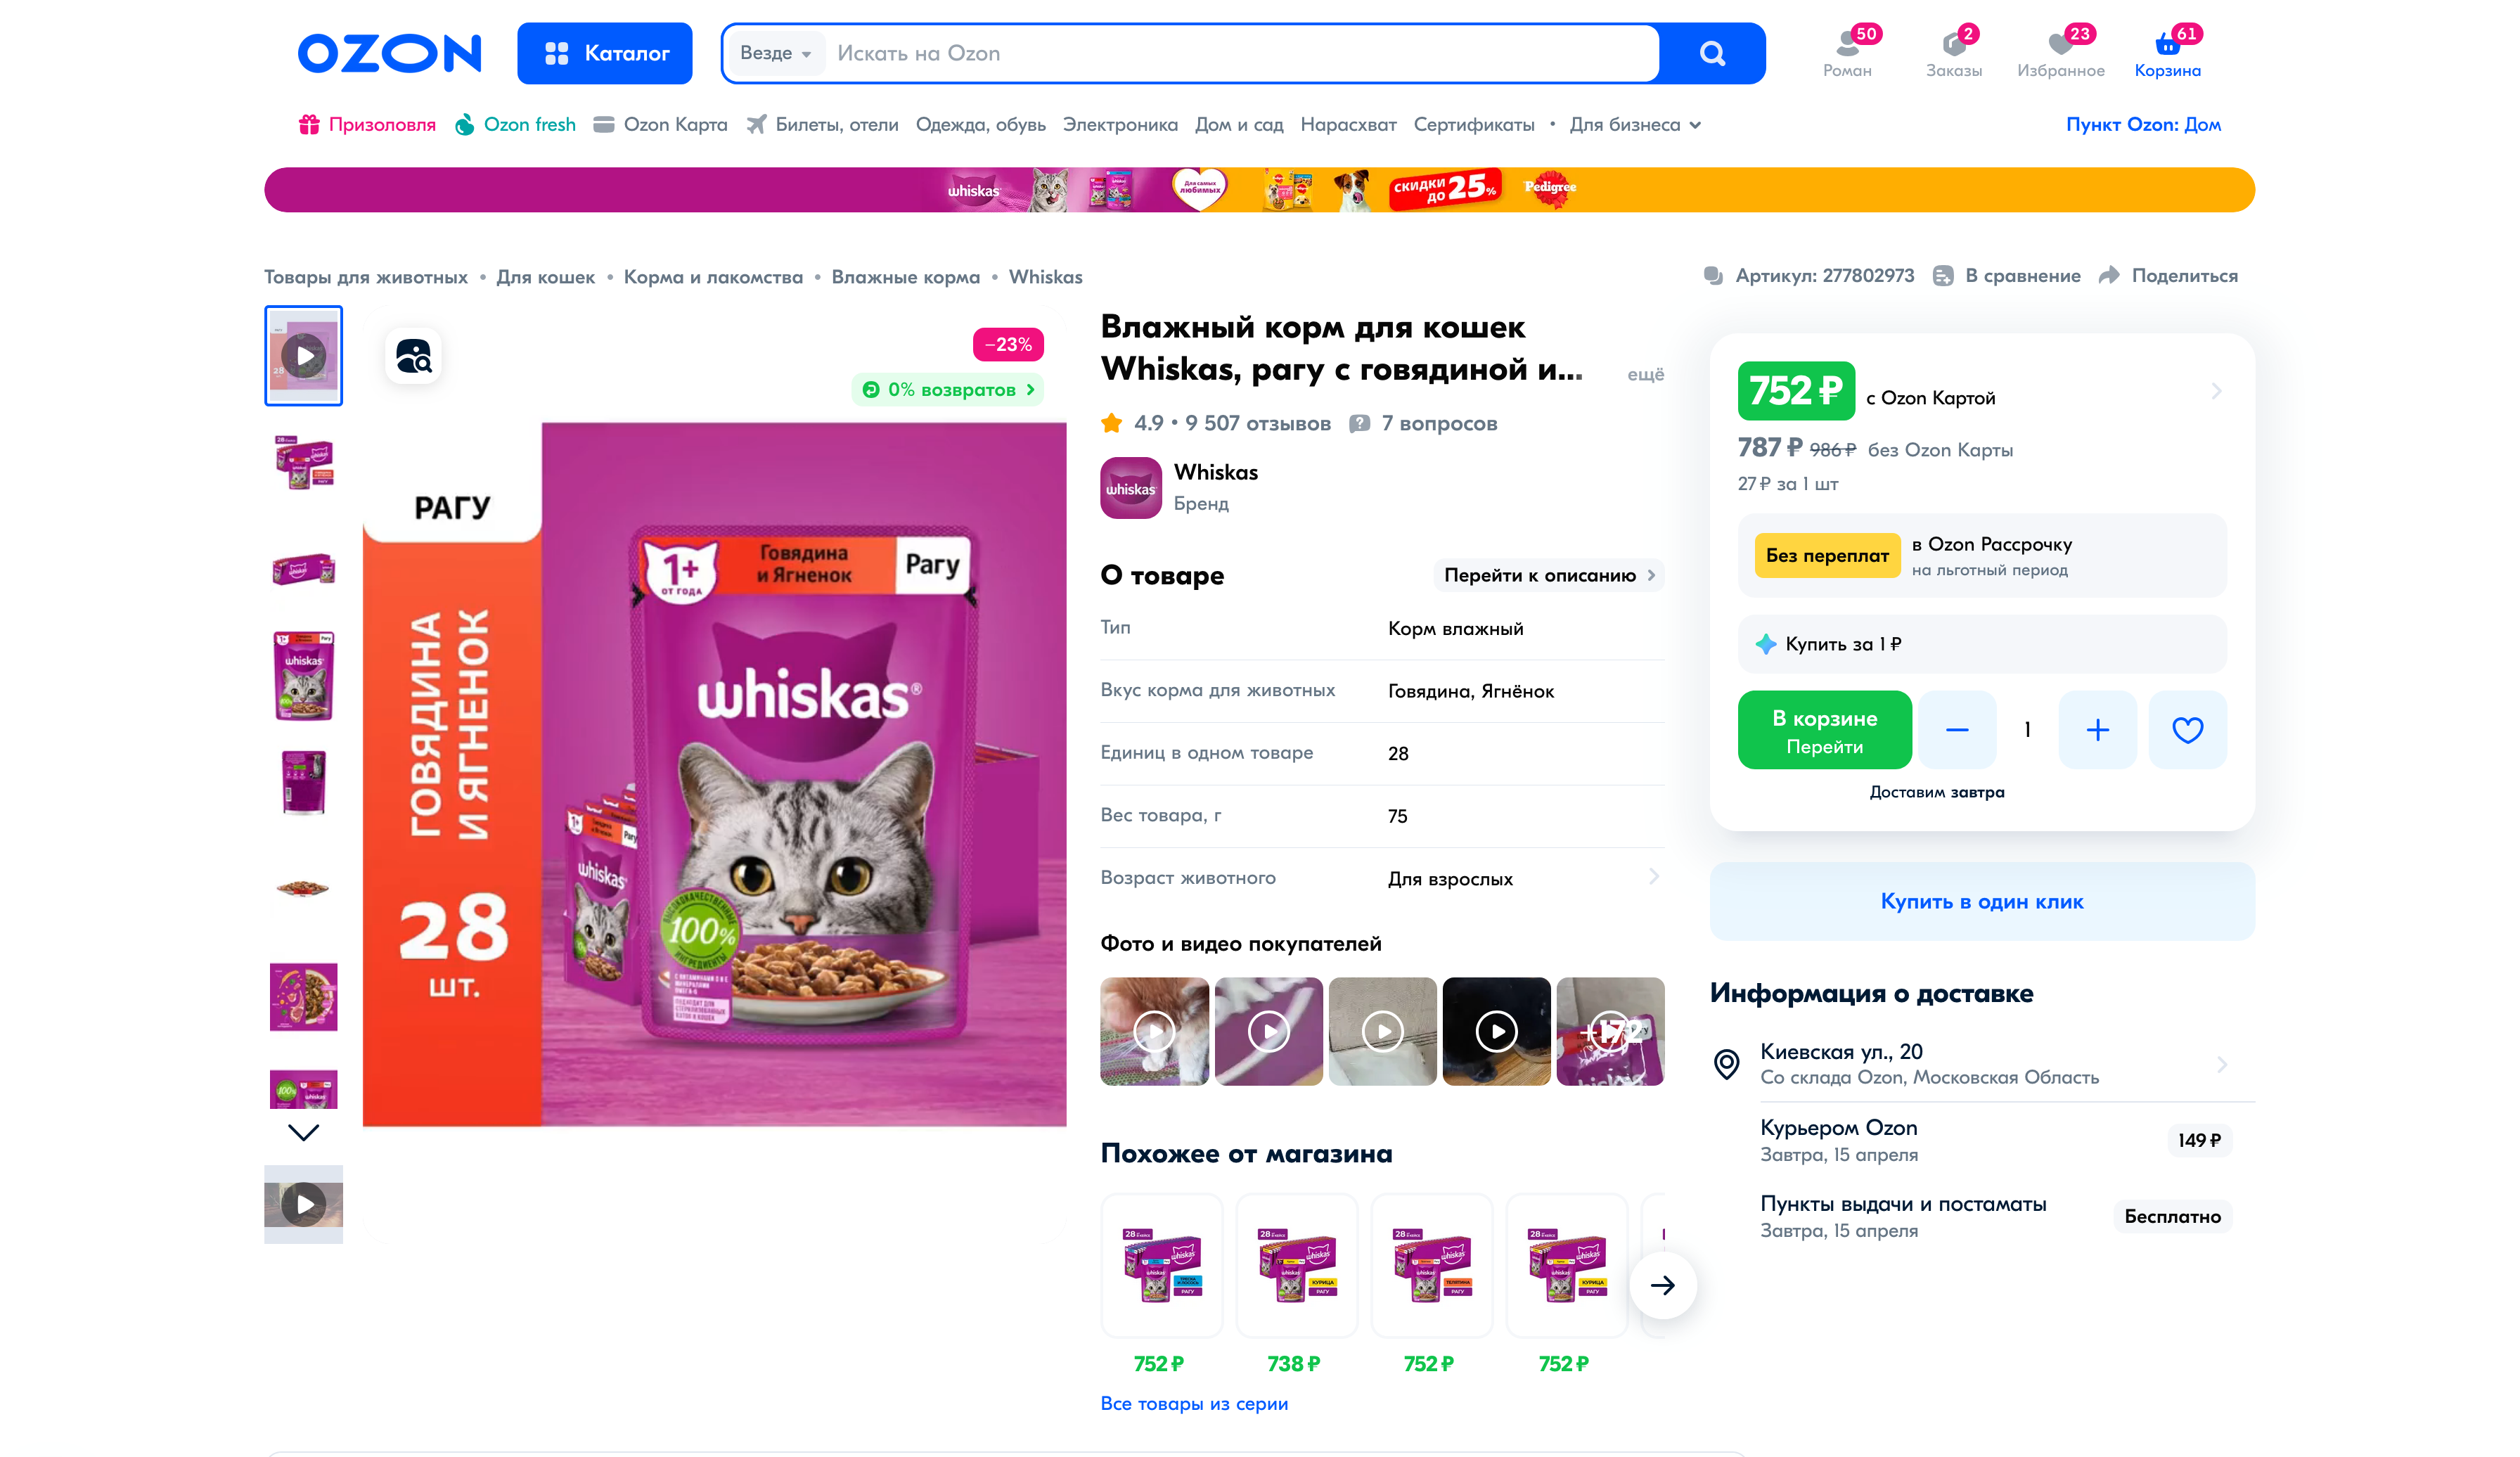 OZON
Каталог
Везде
Искать на Ozon
50
Роман
2
Заказы
23
Избранное
61
Корзина
Призоловля
Ozon fresh
Ozon Карта
Билеты, отели
Одежда, обувь
Электроника
Дом и сад
Нарасхват
Сертификаты
•
Для бизнеса
Пункт Ozon: Дом
whiskas
Для самых
любимых
СКИДКИ
ДО 25%
Pedigree
Товары для животных • Для кошек • Корма и лакомства • Влажные корма • Whiskas
Артикул: 277802973
В сравнение
Поделиться
–23%
0% возвратов
РАГУ
ГОВЯДИНА
И ЯГНЕНОК
28
ШТ.
1+
ОТ ГОДА
Говядина
и Ягненок
Рагу
whiskas®
whiskas
ВЫСОКОКАЧЕСТВЕННЫЕ
100%
ИНГРЕДИЕНТЫ
Влажный корм для кошек
Whiskas, рагу с говядиной и...
ещё
4.9 • 9 507 отзывов
7 вопросов
whiskas
Whiskas
Бренд
О товаре
Перейти к описанию
Тип
Корм влажный
Вкус корма для животных
Говядина, Ягнёнок
Единиц в одном товаре
28
Вес товара, г
75
Возраст животного
Для взрослых
Фото и видео покупателей
+172
Похожее от магазина
752 ₽
738 ₽
752 ₽
752 ₽
Все товары из серии
752 ₽
с Ozon Картой
787 ₽ 986 ₽ без Ozon Карты
27 ₽ за 1 шт
Без переплат
в Ozon Рассрочку
на льготный период
Купить за 1 ₽
В корзине
Перейти
1
Доставим завтра
Купить в один клик
Информация о доставке
Киевская ул., 20
Со склада Ozon, Московская Область
Курьером Ozon
Завтра, 15 апреля
149 ₽
Пункты выдачи и постаматы
Завтра, 15 апреля
Бесплатно